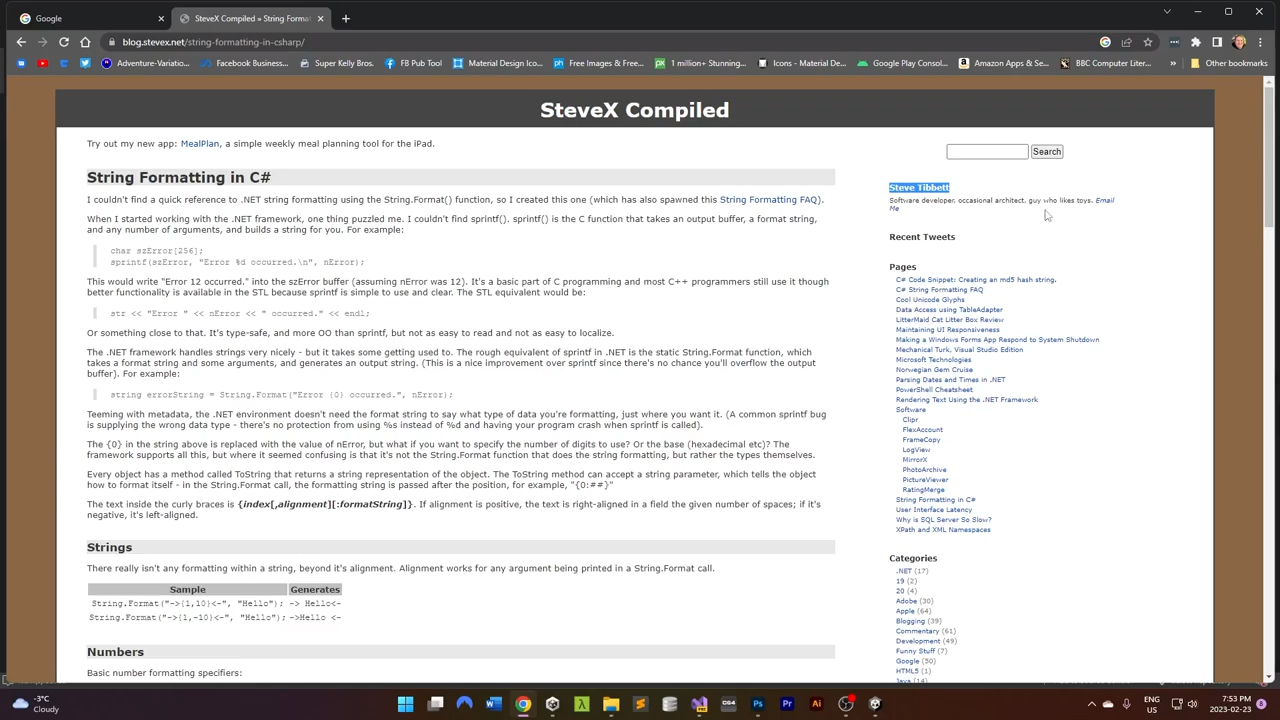 Google
SteveX Compiled » String Format
blog.stevex.net/string-formatting-in-csharp/
Adventure-Variatio...
Facebook Business...
Super Kelly Bros.
FB Pub Tool
Material Design Ico...
Free Images & Free...
1 million+ Stunning...
Icons - Material De...
Google Play Consol...
Amazon Apps & Ser...
BBC Computer Liter...
»
Other bookmarks
SteveX Compiled
Try out my new app: MealPlan, a simple weekly meal planning tool for the iPad.
Search
String Formatting in C#
I couldn't find a quick reference to .NET string formatting using the String.Format() function, so I created this one (which has also spawned this String Formatting FAQ).
When I started working with the .NET framework, one thing puzzled me. I couldn't find sprintf(). sprintf() is the C function that takes an output buffer, a format string,
and any number of arguments, and builds a string for you. For example:
char szError[256];
sprintf(szError, "Error %d occurred.\n", nError);
This would write "Error 12 occurred." into the szError buffer (assuming nError was 12). It's a basic part of C programming and most C++ programmers still use it though
better functionality is available in the STL because sprintf is simple to use and clear. The STL equivalent would be:
str << "Error " << nError << " occurred." << endl;
Or something close to that. It's more OO than sprintf, but not as easy to read and not as easy to localize.
The .NET framework handles strings very nicely - but it takes some getting used to. The rough equivalent of sprintf in .NET is the static String.Format function, which
takes a format string and some arguments, and generates an output string. (This is a nice improvement over sprintf since there's no chance you'll overflow the output
buffer). For example:
string errorString = String.Format("Error {0} occurred.", nError);
Teeming with metadata, the .NET environment doesn't need the format string to say what type of data you're formatting, just where you want it. (A common sprintf bug
is supplying the wrong data type - there's no protection from using %s instead of %d and having your program crash when sprintf is called).
The {0} in the string above is replaced with the value of nError, but what if you want to specify the number of digits to use? Or the base (hexadecimal etc)? The
framework supports all this, but where it seemed confusing is that it's not the String.Format function that does the string formatting, but rather the types themselves.
Every object has a method called ToString that returns a string representation of the object. The ToString method can accept a string parameter, which tells the object
how to format itself - in the String.Format call, the formatting string is passed after the position, for example, "{0:##}"
The text inside the curly braces is {index[,alignment][:formatString]}. If alignment is positive, the text is right-aligned in a field the given number of spaces; if it's
negative, it's left-aligned.
Strings
There really isn't any formatting within a string, beyond it's alignment. Alignment works for any argument being printed in a String.Format call.
Sample Generates
String.Format("->{1,10}<-", "Hello"); -> Hello<-
String.Format("->{1,-10}<-", "Hello"); ->Hello <-
Numbers
Basic number formatting specifiers:
Steve Tibbett
Software developer, occasional architect, guy who likes toys. Email
Me
Recent Tweets
Pages
C# Code Snippet: Creating an md5 hash string.
C# String Formatting FAQ
Cool Unicode Glyphs
Data Access using TableAdapter
LitterMaid Cat Litter Box Review
Maintaining UI Responsiveness
Making a Windows Forms App Respond to System Shutdown
Mechanical Turk, Visual Studio Edition
Microsoft Technologies
Norwegian Gem Cruise
Parsing Dates and Times in .NET
PowerShell Cheatsheet
Rendering Text Using the .NET Framework
Software
Clipr
FlexAccount
FrameCopy
LogView
MirrorX
PhotoArchive
PictureViewer
RatingMerge
String Formatting in C#
User Interface Latency
Why is SQL Server So Slow?
XPath and XML Namespaces
Categories
.NET (17)
19 (2)
20 (4)
Adobe (30)
Apple (64)
Blogging (39)
Commentary (61)
Development (49)
Funny Stuff (7)
Google (50)
HTML5 (1)
Java (14)
-3°C
Cloudy
ENG
US
7:53 PM
2023-02-23